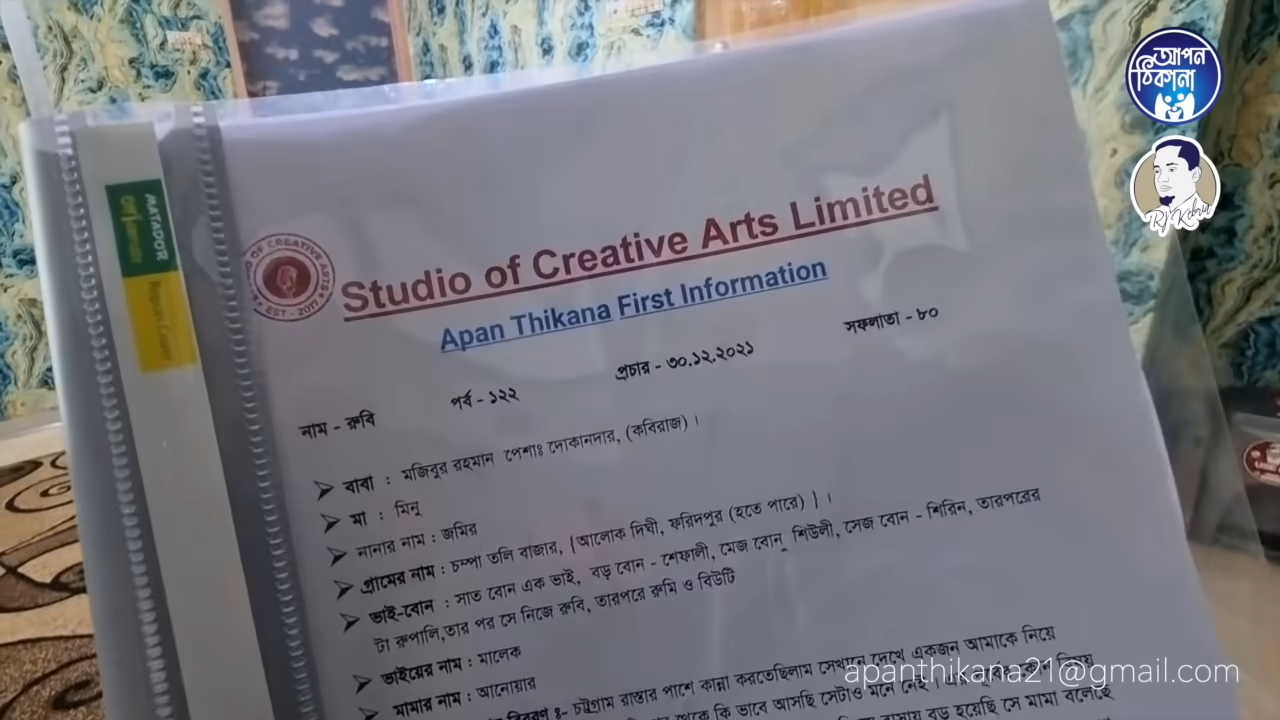 আপন
ঠিকানা
Rj Kebria
MATADOR
Studio of Creative Arts Limited
Apan Thikana First Information
নাম - রুবি
পর্ব - ১২২
প্রচার - ৩০.১২.২০২১
সফলতা - ৮০
➢ বাবা : মজিবুর রহমান পেশাঃ দোকানদার, (কবিরাজ) ।
➢ মা : মিনু
➢ নানার নাম : জমির
➢ গ্রামের নাম : চম্পা তলি বাজার, [আলোক দিঘী, ফরিদপুর (হতে পারে) ] ।
➢ ভাই-বোন : সাত বোন এক ভাই, বড় বোন - শেফালী, মেজ বোন শিউলী, সেজ বোন - শিরিন, তারপরের
টা রুপালি,তার পর সে নিজে রুবি, তারপরে রুমি ও বিউটি
➢ ভাইয়ের নাম : মালেক
➢ মামার নাম : আনোয়ার
চট্টগ্রাম রাস্তার পাশে কান্না করতেছিলাম সেখানে দেখে একজন আমাকে নিয়ে
থেকে কি ভাবে আসছি সেটাও মনে নেই ।
বাসায় বড় হয়েছি সে মামা বলেছে
apanthikana21@gmail.com